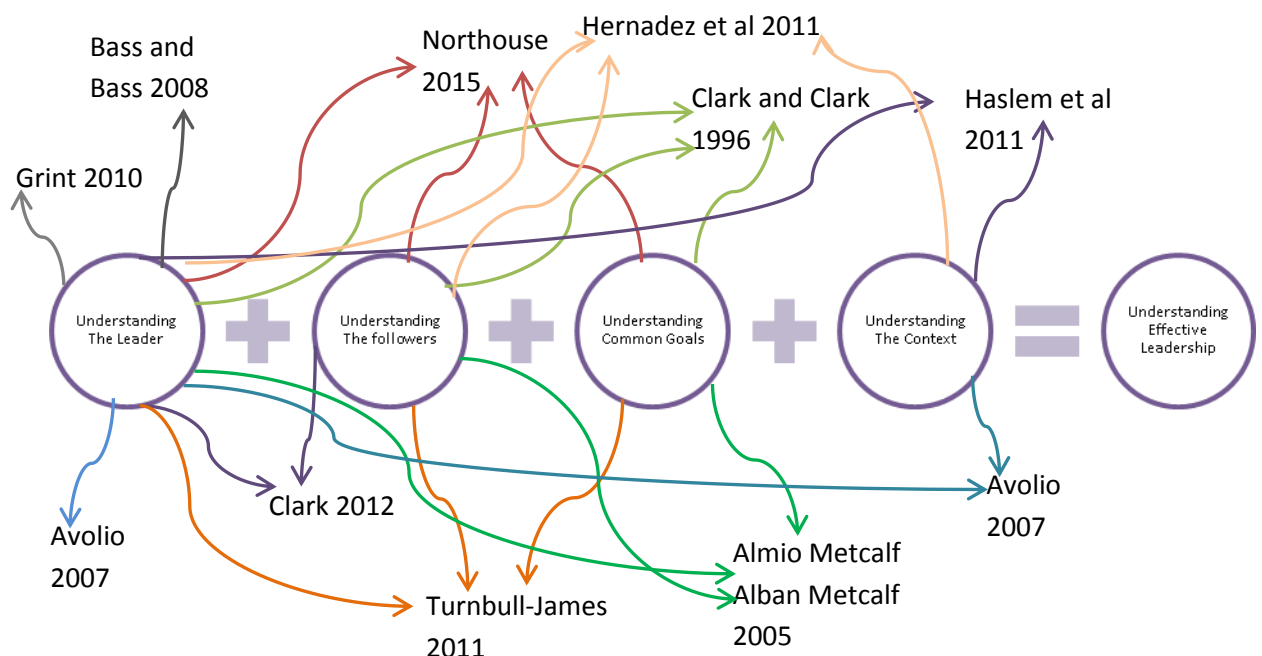 Hernadez et al 2011
Bass and
Bass 2008
Northouse
2015
Clark and Clark
1996
Haslem et al
2011
Grint 2010
Understanding
The Leader
Understanding
The followers
Understanding
Common Goals
Understanding
The Context
Understanding
Effective
Leadership
Clark 2012
Avolio
2007
Avolio
2007
Turnbull-James
2011
Almio Metcalf
Alban Metcalf
2005